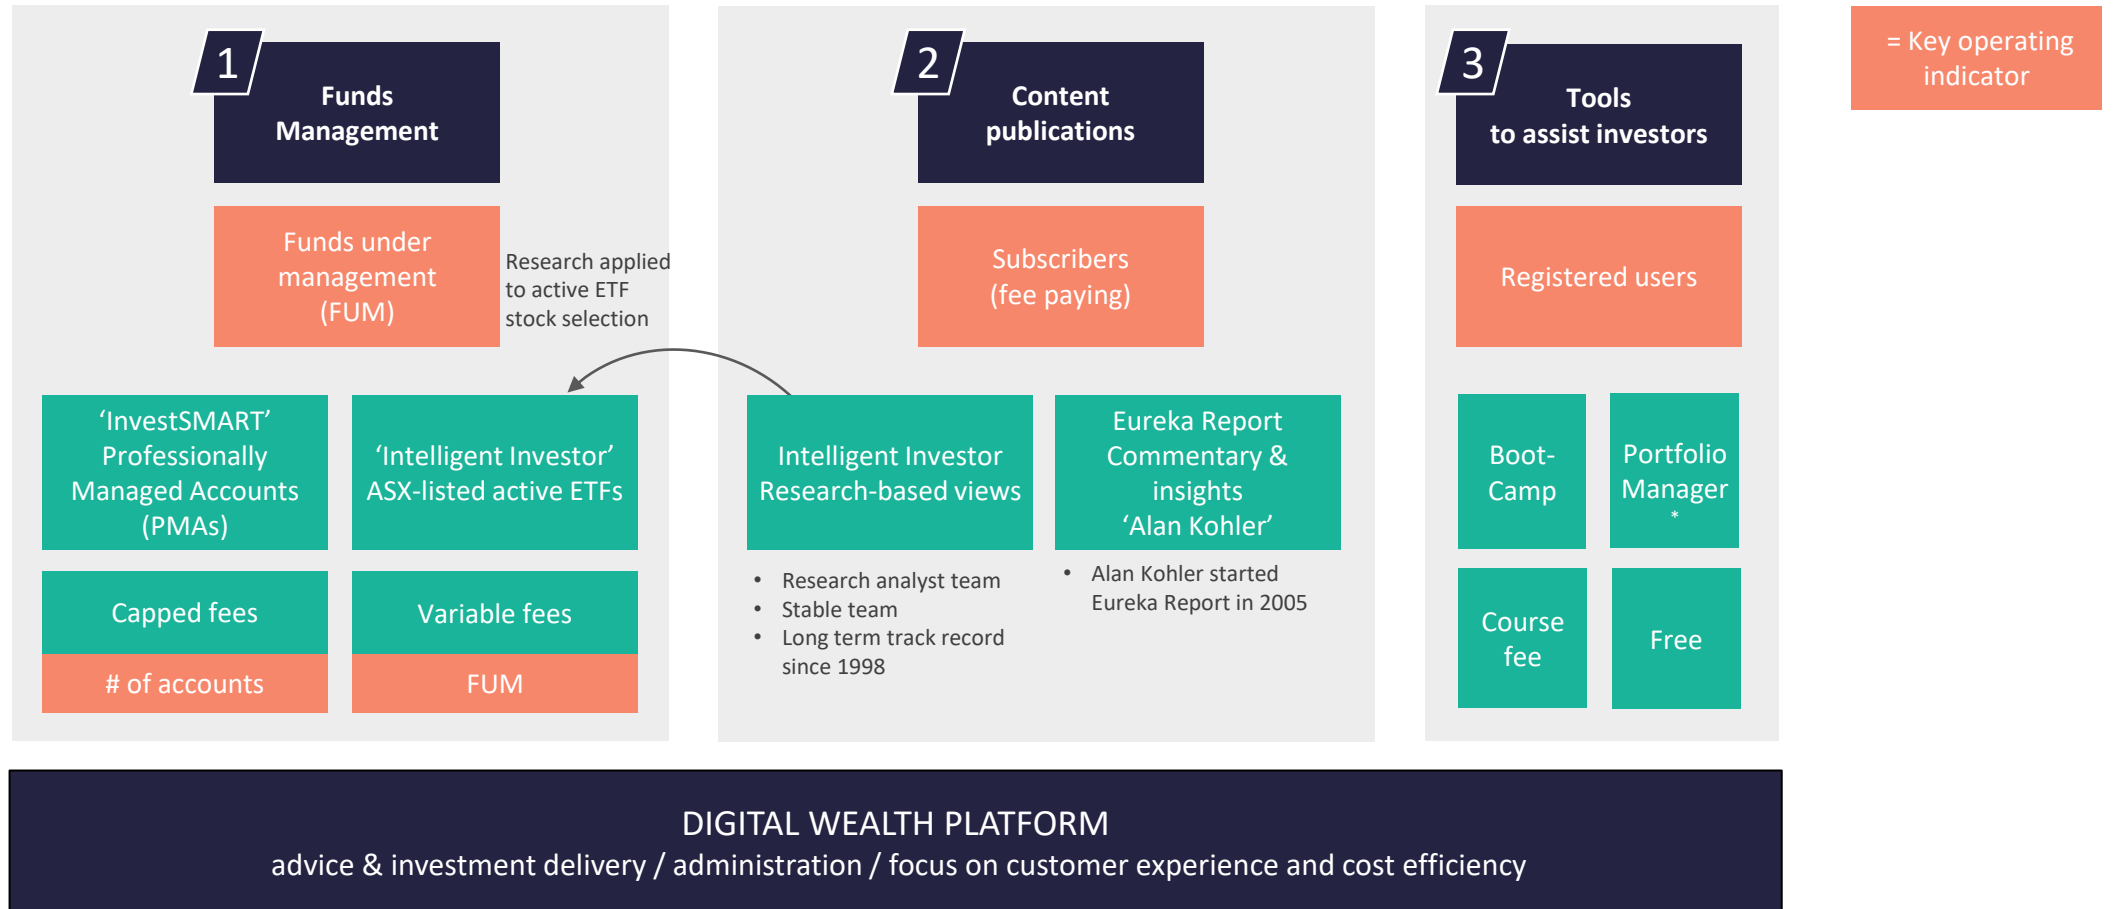 1
Funds
Management
Funds under
management
(FUM)
Research applied
to active ETF
stock selection
‘InvestSMART’
Professionally
Managed Accounts
(PMAs)
‘Intelligent Investor’
ASX-listed active ETFs
Capped fees
# of accounts
Variable fees
FUM
2
Content
publications
Subscribers
(fee paying)
Intelligent Investor
Research-based views
• Research analyst team
• Stable team
• Long term track record
since 1998
Eureka Report
Commentary &
insights
‘Alan Kohler’
• Alan Kohler started
Eureka Report in 2005
3
Tools
to assist investors
Registered users
Boot-
Camp
Portfolio
Manager
*
Course
fee
Free
= Key operating
indicator
DIGITAL WEALTH PLATFORM
advice & investment delivery / administration / focus on customer experience and cost efficiency